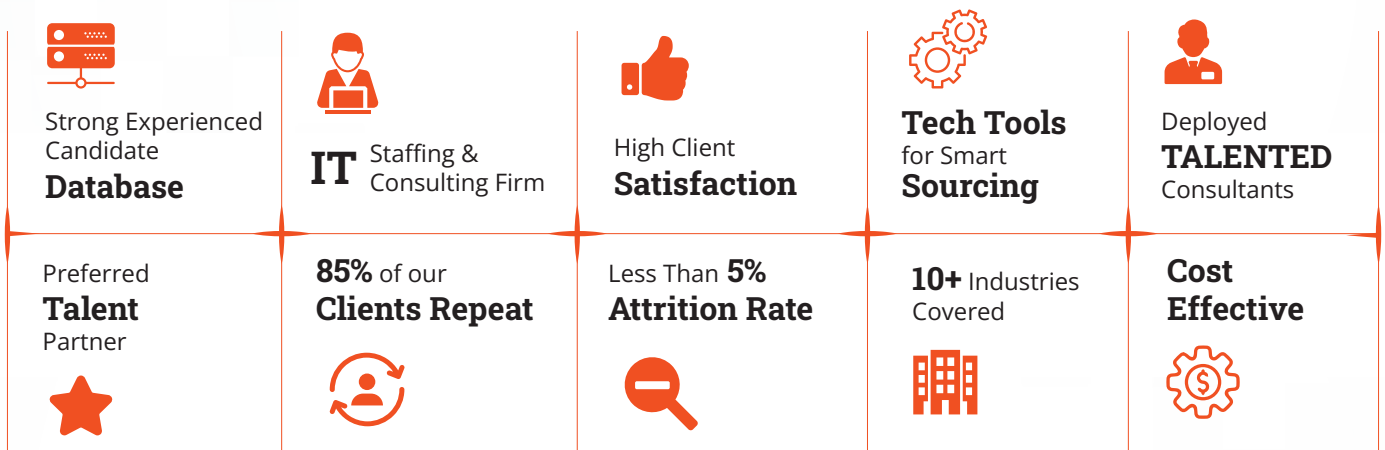 Strong Experienced
Candidate
Database
IT Staffing &
Consulting Firm
High Client
Satisfaction
Tech Tools
for Smart
Sourcing
Deployed
TALENTED
Consultants
Preferred
Talent
Partner
85% of our
Clients Repeat
Less Than 5%
Attrition Rate
10+ Industries
Covered
Cost
Effective
$